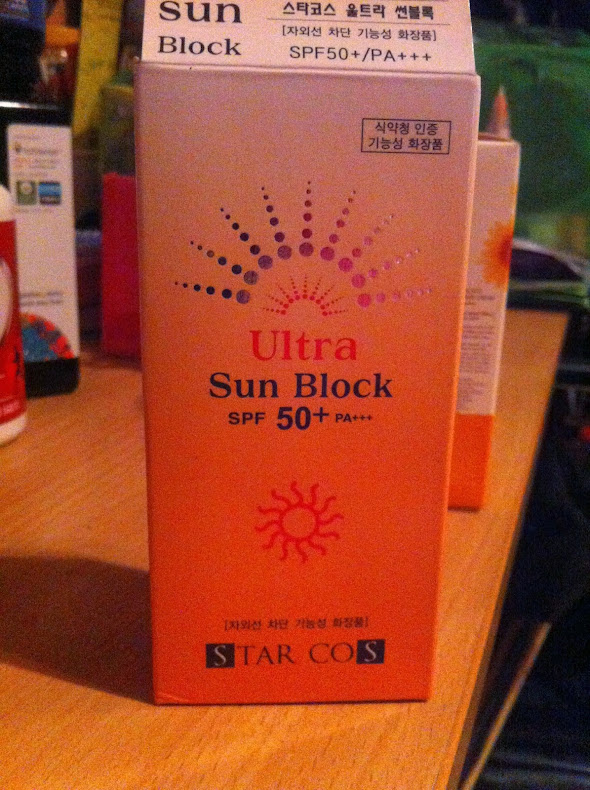 sun
Block
스타코스 울트라 썬블록
[자외선 차단 기능성 화장품]
SPF50+/PA+++
식약청 인증
기능성 화장품
Ultra
Sun Block
SPF 50+ PA+++
[자외선 차단 기능성 화장품]
STAR COS